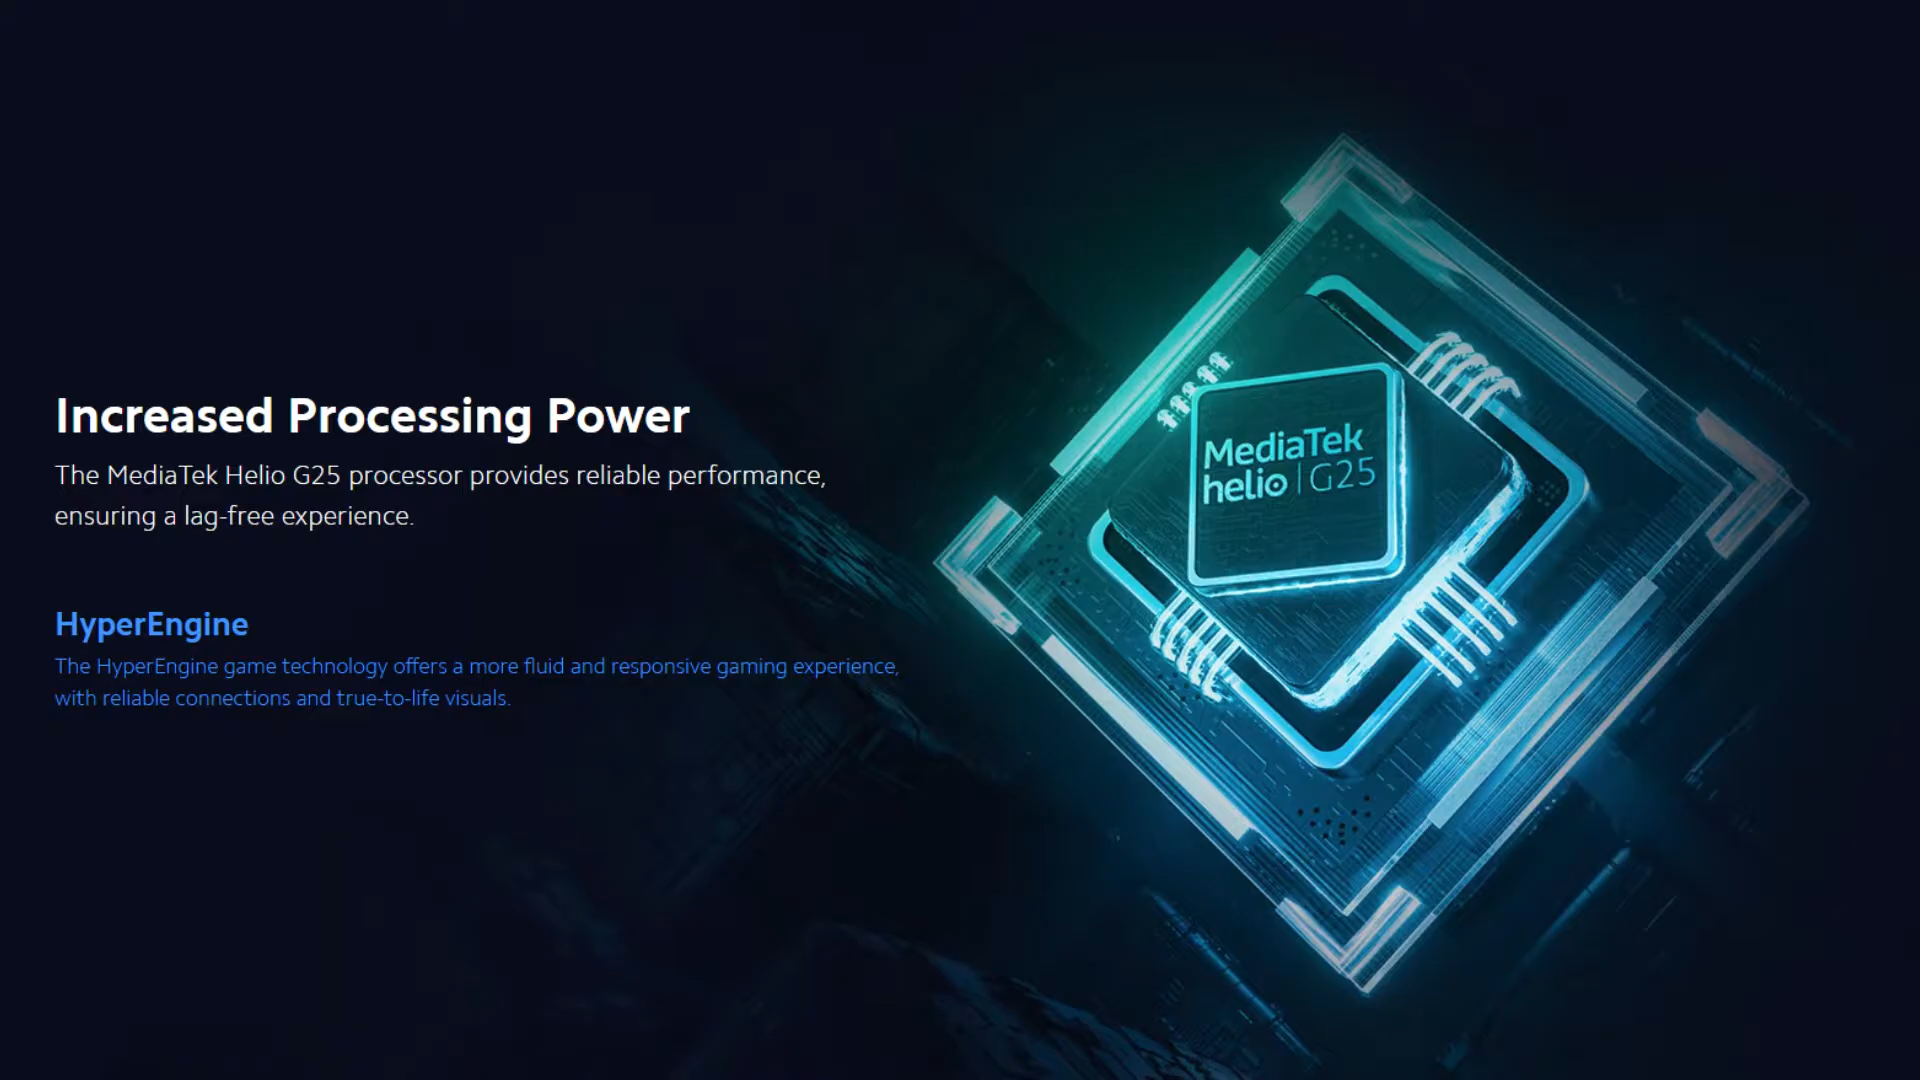 Increased Processing Power
The MediaTek Helio G25 processor provides reliable performance,
ensuring a lag-free experience.
HyperEngine
The HyperEngine game technology offers a more fluid and responsive gaming experience,
with reliable connections and true-to-life visuals.
MediaTek
helio | G25